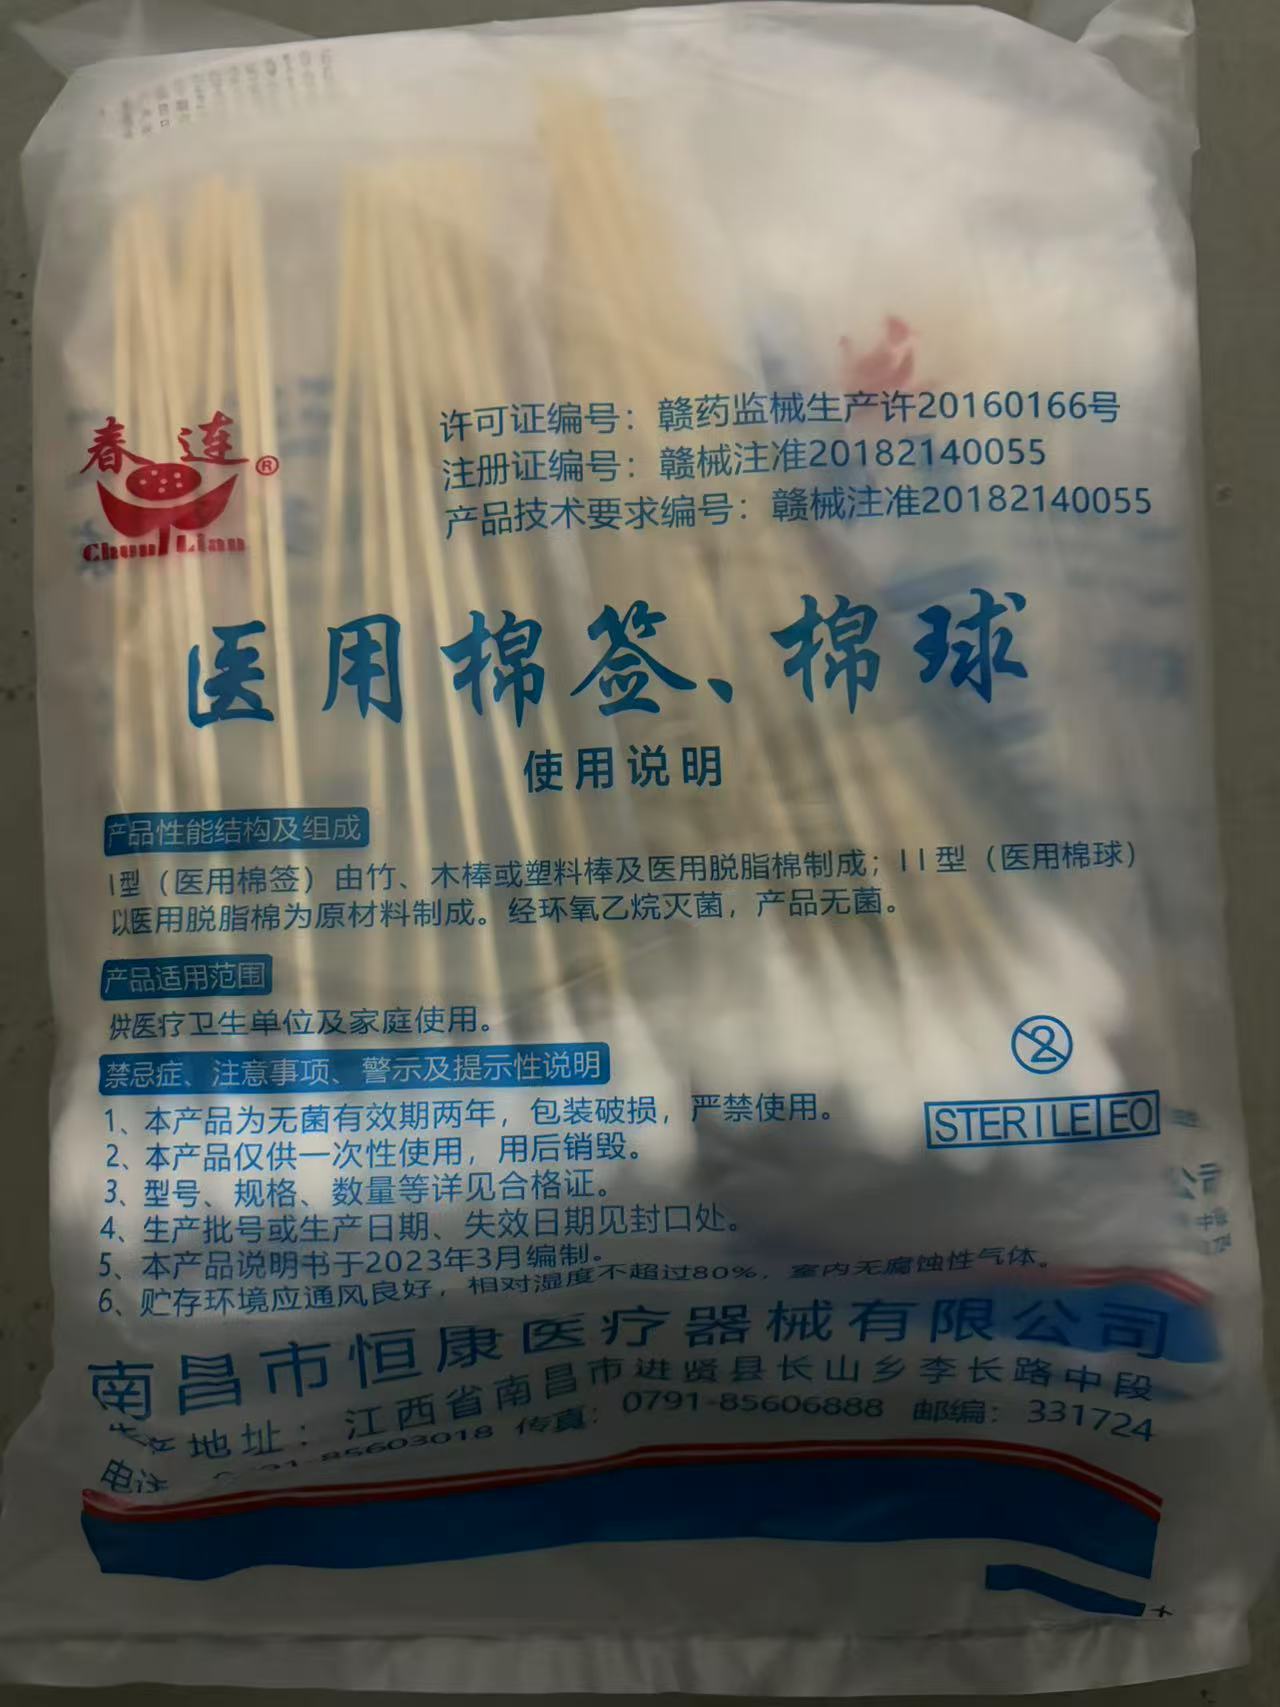 春连®
Chun Lian
许可证编号：赣药监械生产许20160166号
注册证编号：赣械注准20182140055
产品技术要求编号：赣械注准20182140055
医用棉签、棉球
使用说明
产品性能结构及组成
I型（医用棉签）由竹、木棒或塑料棒及医用脱脂棉制成；II型（医用棉球）
以医用脱脂棉为原材料制成。经环氧乙烷灭菌，产品无菌。
产品适用范围
供医疗卫生单位及家庭使用。
禁忌症、注意事项、警示及提示性说明
1、本产品为无菌有效期两年，包装破损，严禁使用。
2、本产品仅供一次性使用，用后销毁。
3、型号、规格、数量等详见合格证。
4、生产批号或生产日期、失效日期见封口处。
5、本产品说明书于2023年3月编制。
6、贮存环境应通风良好，相对湿度不超过80%，室内无腐蚀性气体。
2
STERILE EO
南昌市恒康医疗器械有限公司
生产地址：江西省南昌市进贤县长山乡李长路中段
电话 91-85603018 传真：0791-85606888 邮编：331724